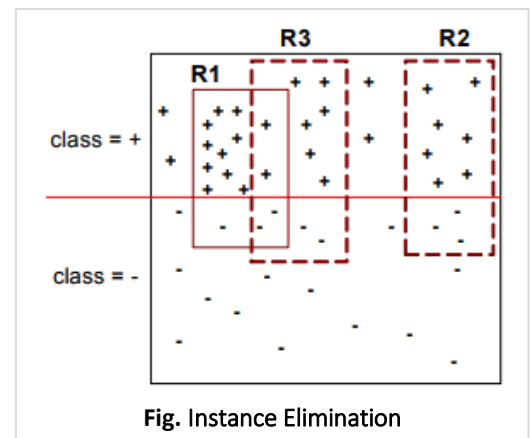 R3 R2
R1
class = +
class = -
Fig. Instance Elimination